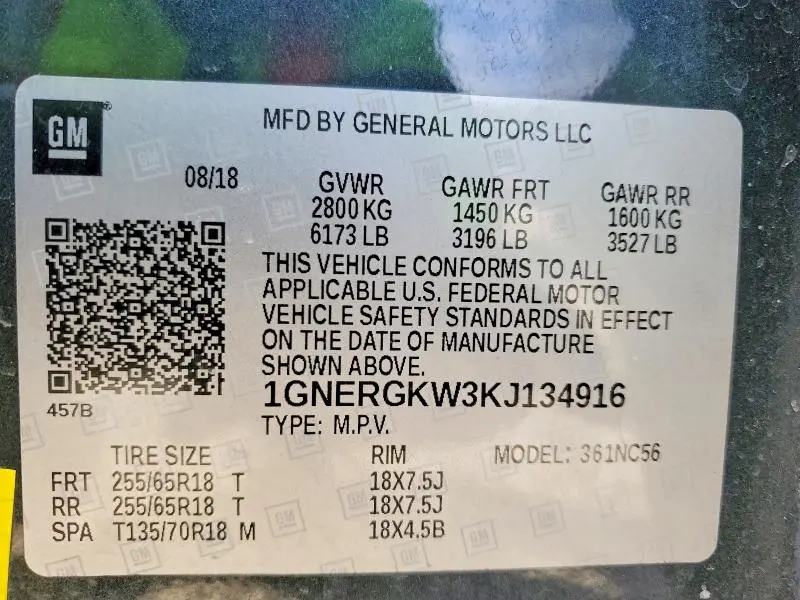 GM
MFD BY GENERAL MOTORS LLC
08/18
GVWR GAWR FRT GAWR RR
2800 KG 1450 KG 1600 KG
6173 LB 3196 LB 3527 LB
THIS VEHICLE CONFORMS TO ALL
APPLICABLE U.S. FEDERAL MOTOR
VEHICLE SAFETY STANDARDS IN EFFECT
ON THE DATE OF MANUFACTURE
SHOWN ABOVE.
1GNERGKW3KJ134916
457B
TYPE: M.P.V.
TIRE SIZE RIM MODEL: 361NC56
FRT 255/65R18 T 18X7.5J
RR 255/65R18 T 18X7.5J
SPA T135/70R18 M 18X4.5B